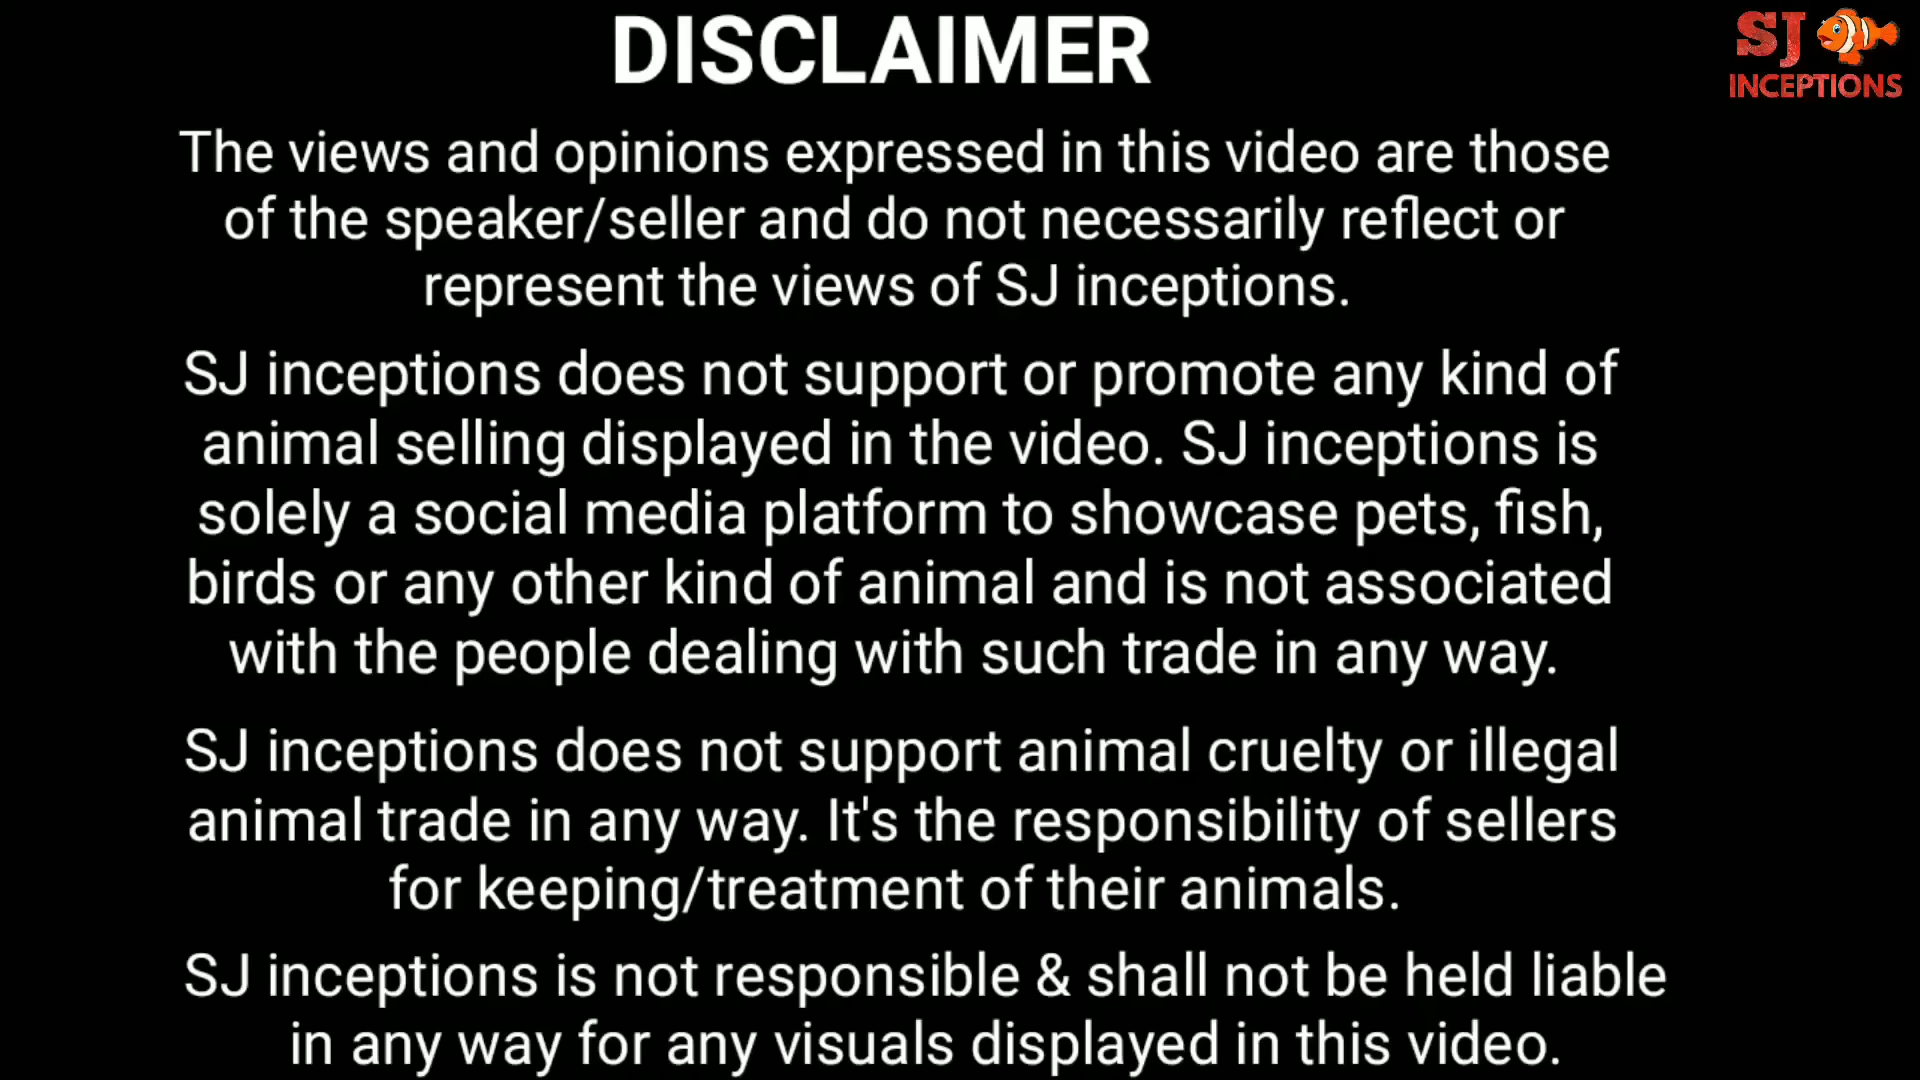 DISCLAIMER
SJ
INCEPTIONS
The views and opinions expressed in this video are those
of the speaker/seller and do not necessarily reflect or
represent the views of SJ inceptions.
SJ inceptions does not support or promote any kind of
animal selling displayed in the video. SJ inceptions is
solely a social media platform to showcase pets, fish,
birds or any other kind of animal and is not associated
with the people dealing with such trade in any way.
SJ inceptions does not support animal cruelty or illegal
animal trade in any way. It's the responsibility of sellers
for keeping/treatment of their animals.
SJ inceptions is not responsible & shall not be held liable
in any way for any visuals displayed in this video.